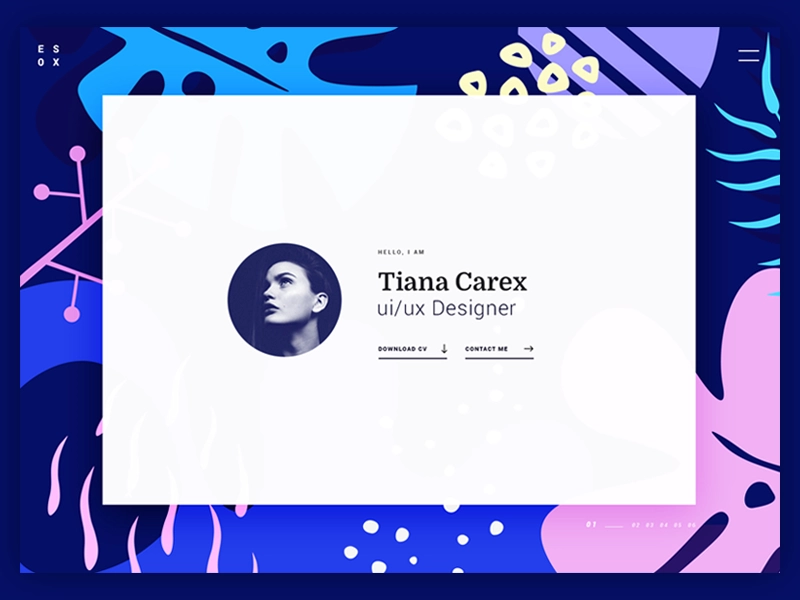 E S
O X
HELLO, I AM
Tiana Carex
ui/ux Designer
DOWNLOAD CV
CONTACT ME
01 02 03 04 05 06